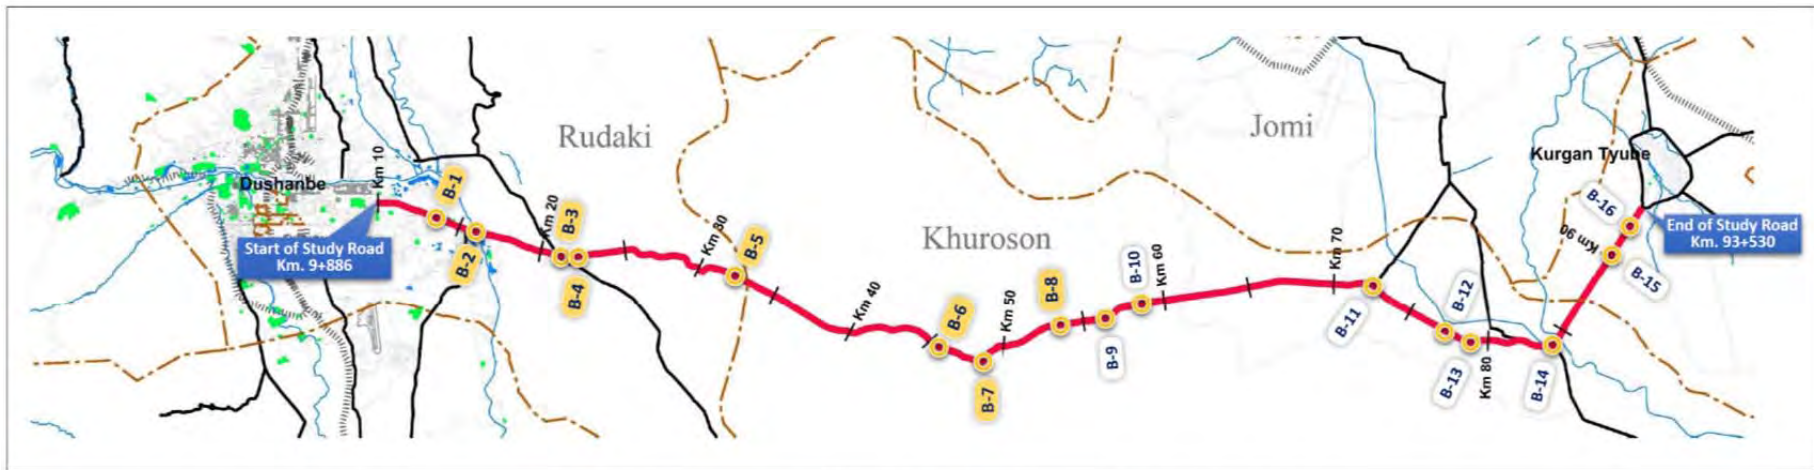 Rudaki
Khuroson
Jomi
Dushanbe
Kurgan Tyube
Start of Study Road
Km. 9+886
End of Study Road
Km. 93+530
Km 10
B-1
B-2
Km 20
B-3
B-4
Km 30
B-5
Km 40
B-6
B-7
Km 50
B-8
B-9
B-10
Km 60
Km 70
B-11
B-12
B-13
Km 80
B-14
Km 90
B-15
B-16